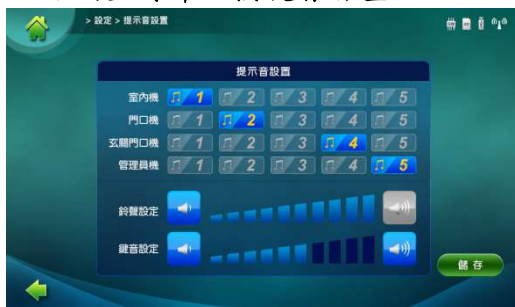 > 設定 > 提示音設置
提示音設置
室內機 1 2 3 4 5
門口機 1 2 3 4 5
玄關門口機 1 2 3 4 5
管理員機 1 2 3 4 5
鈴聲設定
鍵音設定
儲存